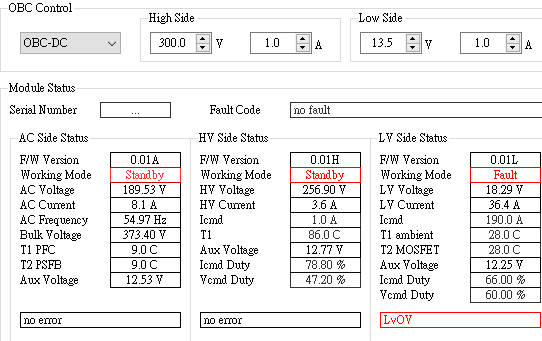 OBC Control
High Side
Low Side
OBC-DC
300.0 V 1.0 A
13.5 V 1.0 A
Module Status
Serial Number ...
Fault Code no fault
AC Side Status
F/W Version 0.01A
Working Mode Standby
AC Voltage 189.53 V
AC Current 8.1 A
AC Frequency 54.97 Hz
Bulk Voltage 373.40 V
T1 PFC 9.0 C
T2 PSFB 9.0 C
Aux Voltage 12.53 V
no error
HV Side Status
F/W Version 0.01H
Working Mode Standby
HV Voltage 256.90 V
HV Current 3.6 A
Icmd 1.0 A
T1 86.0 C
Aux Voltage 12.77 V
Icmd Duty 78.80 %
Vcmd Duty 47.20 %
no error
LV Side Status
F/W Version 0.01L
Working Mode Fault
LV Voltage 18.29 V
LV Current 36.4 A
Icmd 190.0 A
T1 ambient 28.0 C
T2 MOSFET 28.0 C
Aux Voltage 12.25 V
Icmd Duty 66.00 %
Vcmd Duty 60.00 %
LvOV